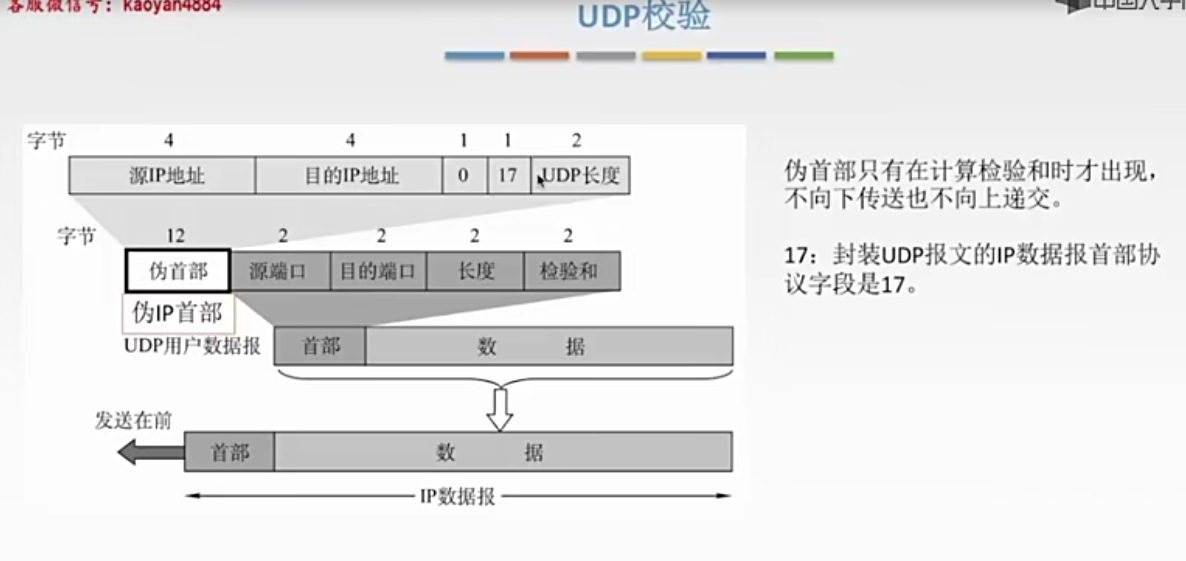 客服微信号：kaoyan4884
UDP校验
字节 4 4 1 1 2
源IP地址 目的IP地址 0 17 UDP长度
字节 12 2 2 2 2
伪首部 源端口 目的端口 长度 检验和
伪IP首部
UDP用户数据报 首部 数 据
发送在前
首部 数 据
IP数据报
伪首部只有在计算检验和时才出现，
不向下传送也不向上递交。
17：封装UDP报文的IP数据报首部协
议字段是17。